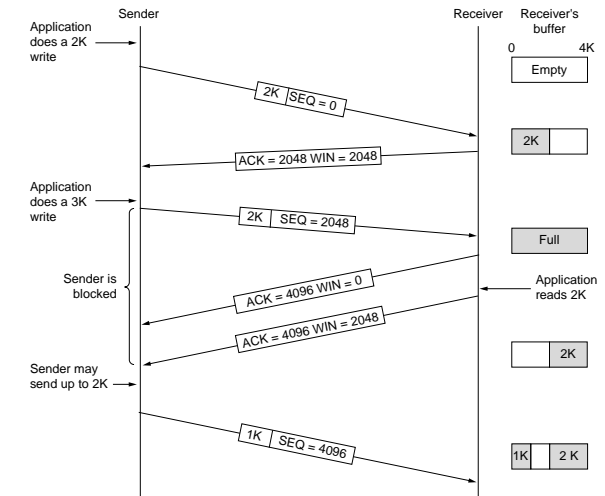 Sender
Receiver
Receiver's
buffer
Application
does a 2K
write
0 4K
Empty
2K SEQ = 0
2K
ACK = 2048 WIN = 2048
Application
does a 3K
write
2K SEQ = 2048
Full
Sender is
blocked
ACK = 4096 WIN = 0
Application
reads 2K
ACK = 4096 WIN = 2048
2K
Sender may
send up to 2K
1K SEQ = 4096
1K 2 K